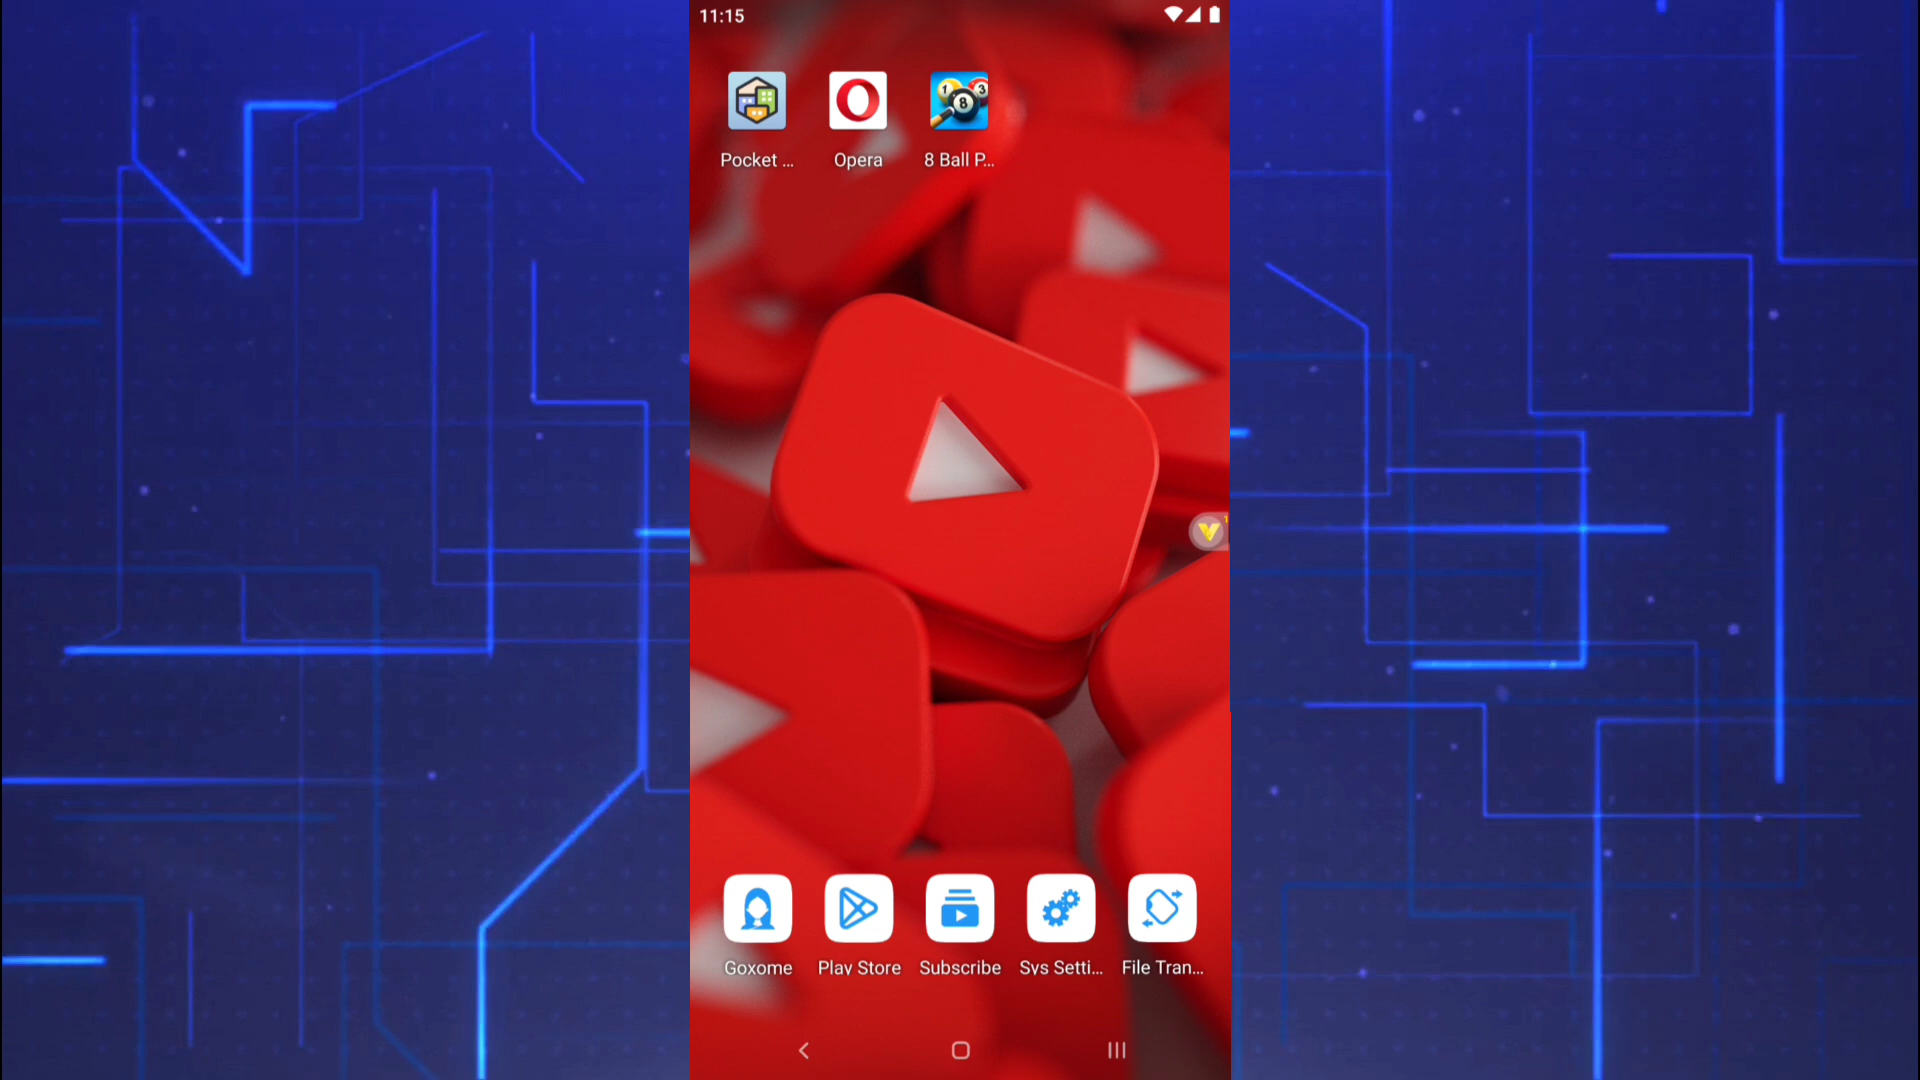 11:15
Pocket ...
Opera
8 Ball P...
Goxome
Play Store
Subscribe
Sys Setti...
File Tran...